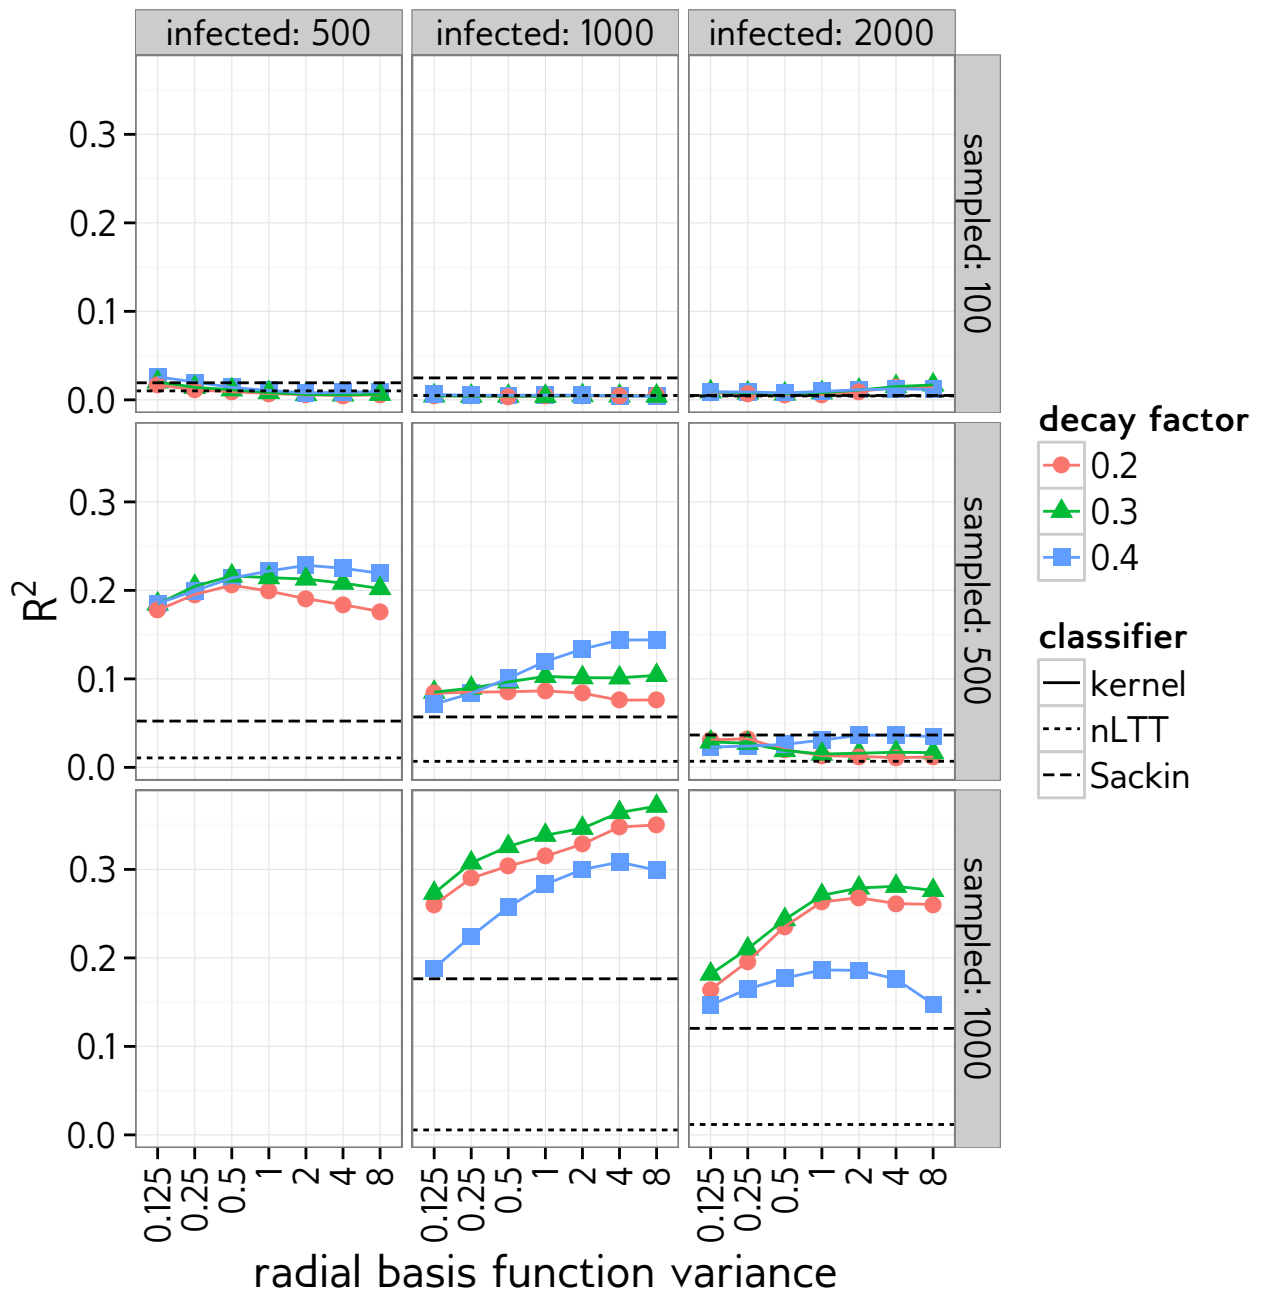 infected: 500 infected: 1000 infected: 2000
0.3
0.2
0.1
0.0
sampled: 100
0.3
0.2
0.1
0.0
sampled: 500
0.3
0.2
0.1
0.0
sampled: 1000
R²
0.125 0.25 0.5 1 2 4 8
0.125 0.25 0.5 1 2 4 8
0.125 0.25 0.5 1 2 4 8
radial basis function variance
decay factor
0.2
0.3
0.4
classifier
kernel
nLTT
Sackin